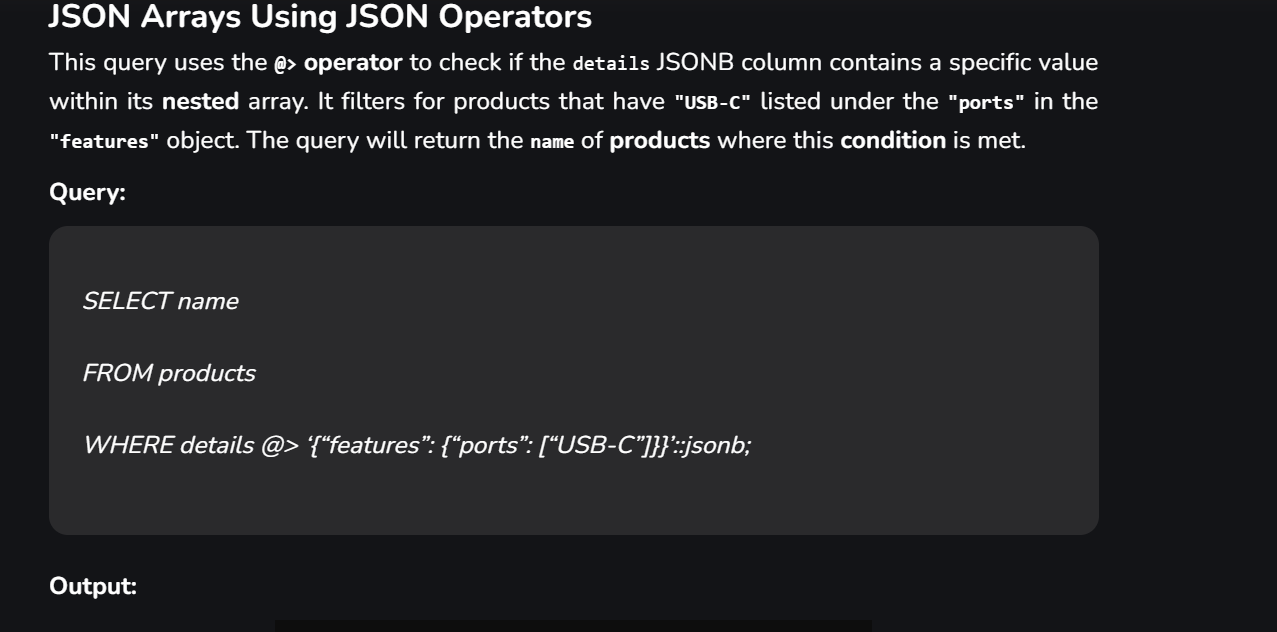 JSON Arrays Using JSON Operators
This query uses the @> operator to check if the details JSONB column contains a specific value
within its nested array. It filters for products that have "USB-C" listed under the "ports" in the
"features" object. The query will return the name of products where this condition is met.
Query:
SELECT name
FROM products
WHERE details @> ‘{“features”: {“ports”: [“USB-C”]}}’::jsonb;
Output: